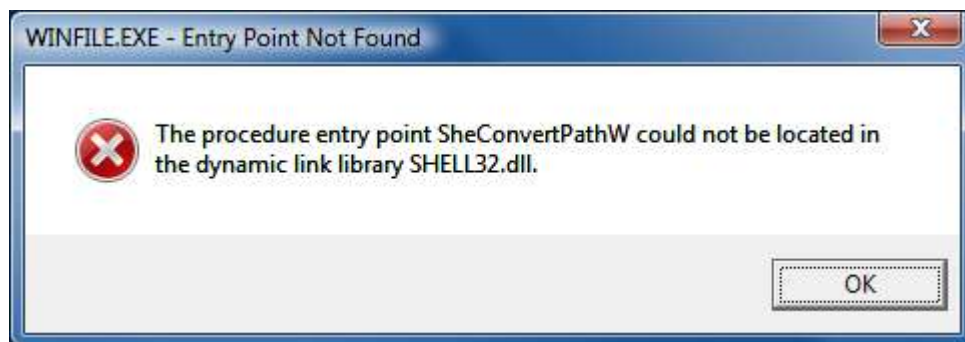 WINFILE.EXE - Entry Point Not Found
The procedure entry point SheConvertPathW could not be located in
the dynamic link library SHELL32.dll.
OK